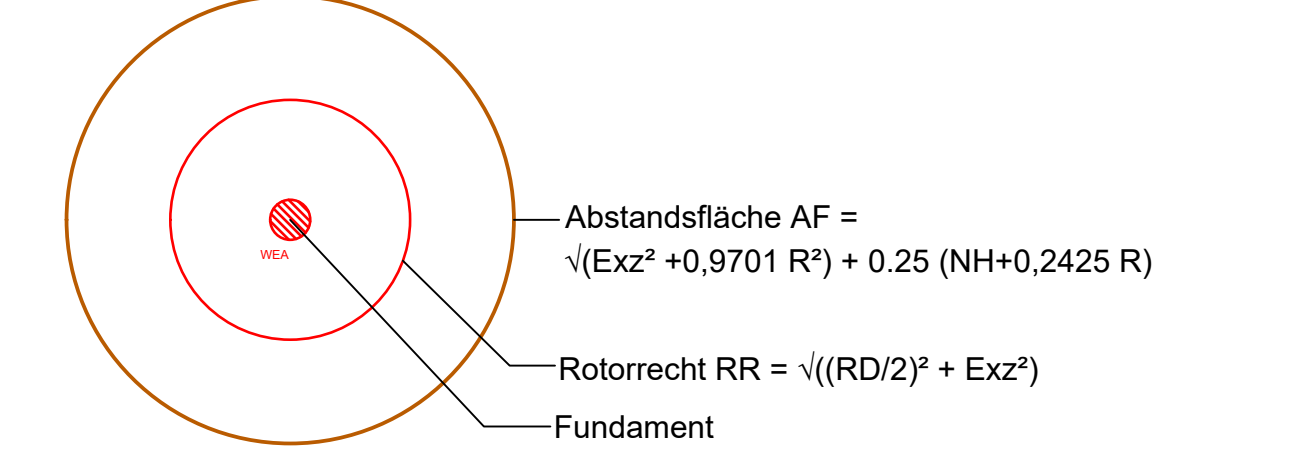 Abstandsfläche AF =
√(Exz² +0,9701 R²) + 0.25 (NH+0,2425 R)
WEA
Rotorrecht RR = √((RD/2)² + Exz²)
Fundament